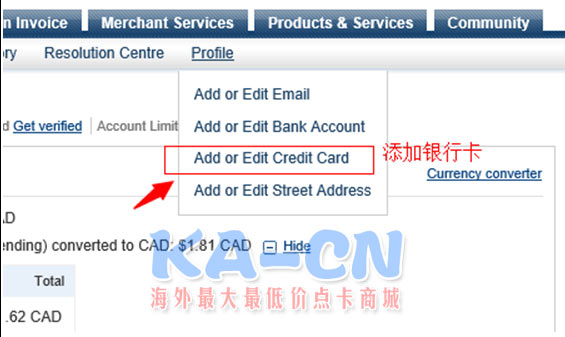 n Invoice Merchant Services Products & Services Community
ry Resolution Centre Profile
Add or Edit Email
d Get verified Account Limit Add or Edit Bank Account
Add or Edit Credit Card 添加银行卡
Currency converter
Add or Edit Street Address
AD
ending) converted to CAD: $1.81 CAD Hide
KA-CN
Total
海外最大最低价点卡商城
.62 CAD